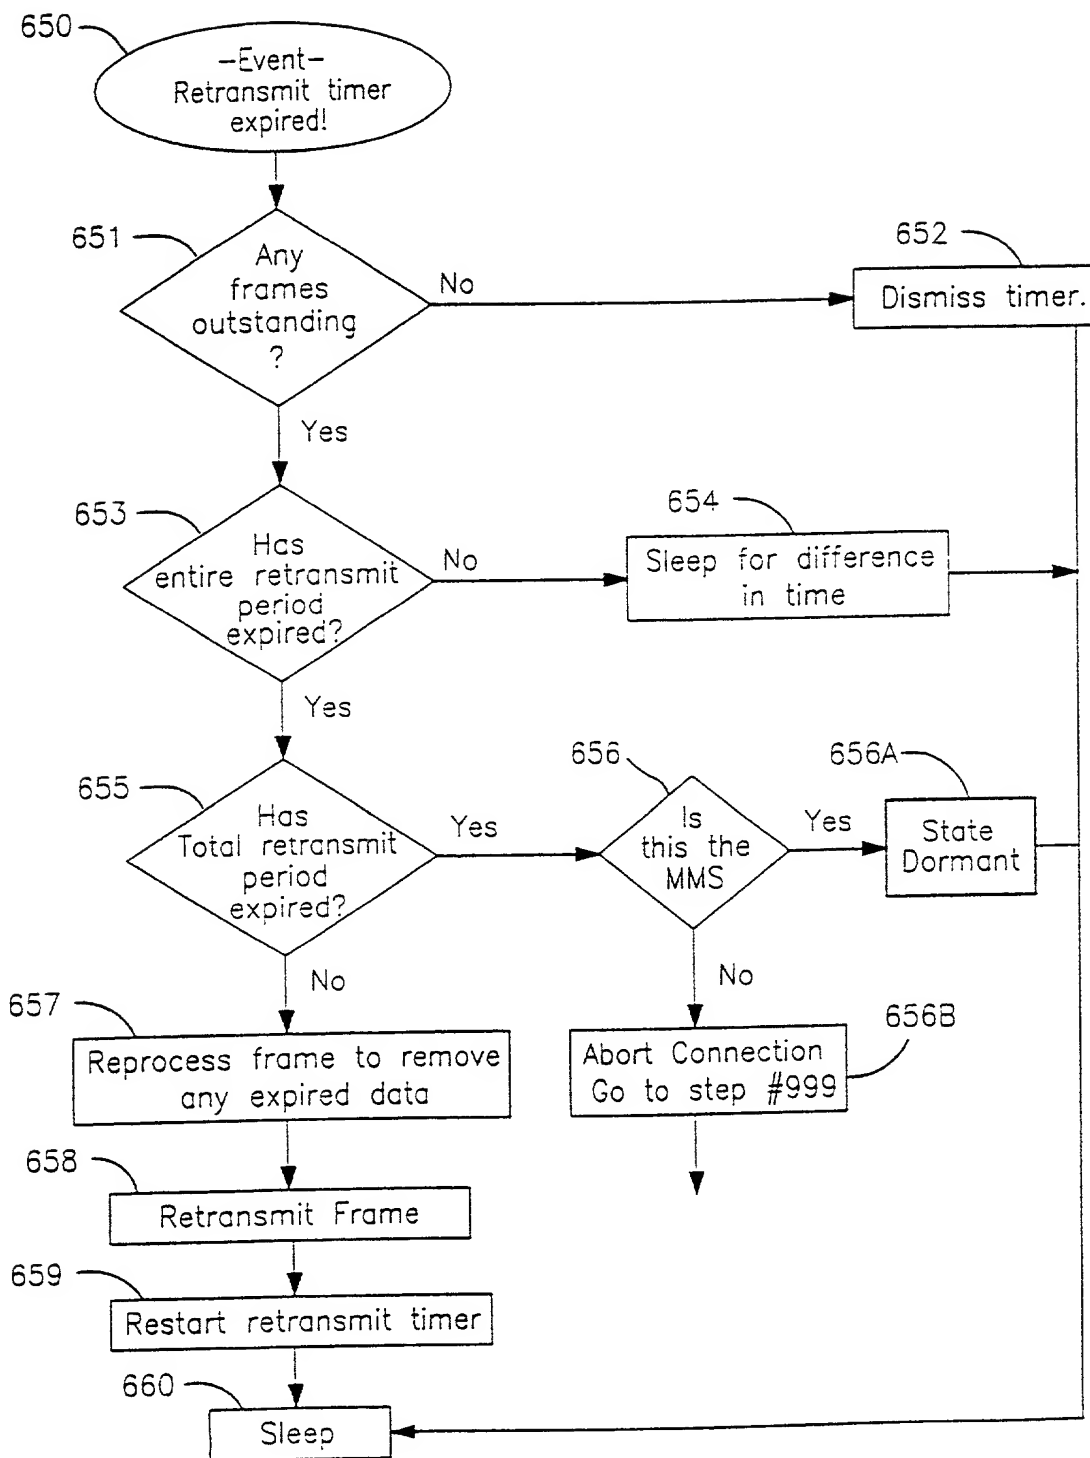 650
–Event–
Retransmit timer
expired!
651
Any
frames
outstanding
?
No
652
Dismiss timer.
Yes
653
Has
entire retransmit
period
expired?
No
654
Sleep for difference
in time
Yes
655
Has
Total retransmit
period
expired?
Yes
656
Is
this the
MMS
Yes
656A
State
Dormant
No
656B
Abort Connection
Go to step #999
No
657
Reprocess frame to remove
any expired data
658
Retransmit Frame
659
Restart retransmit timer
660
Sleep